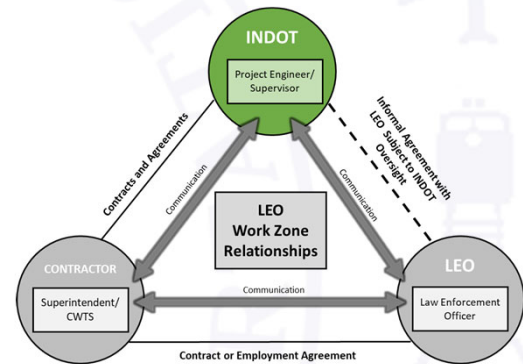 INDOT
Project Engineer/
Supervisor
Contracts and Agreements
Communication
Informal Agreement with
LEO Subject to INDOT
Oversight
Communication
LEO
Work Zone
Relationships
CONTRACTOR
Superintendent/
CWTS
Communication
LEO
Law Enforcement
Officer
Contract or Employment Agreement